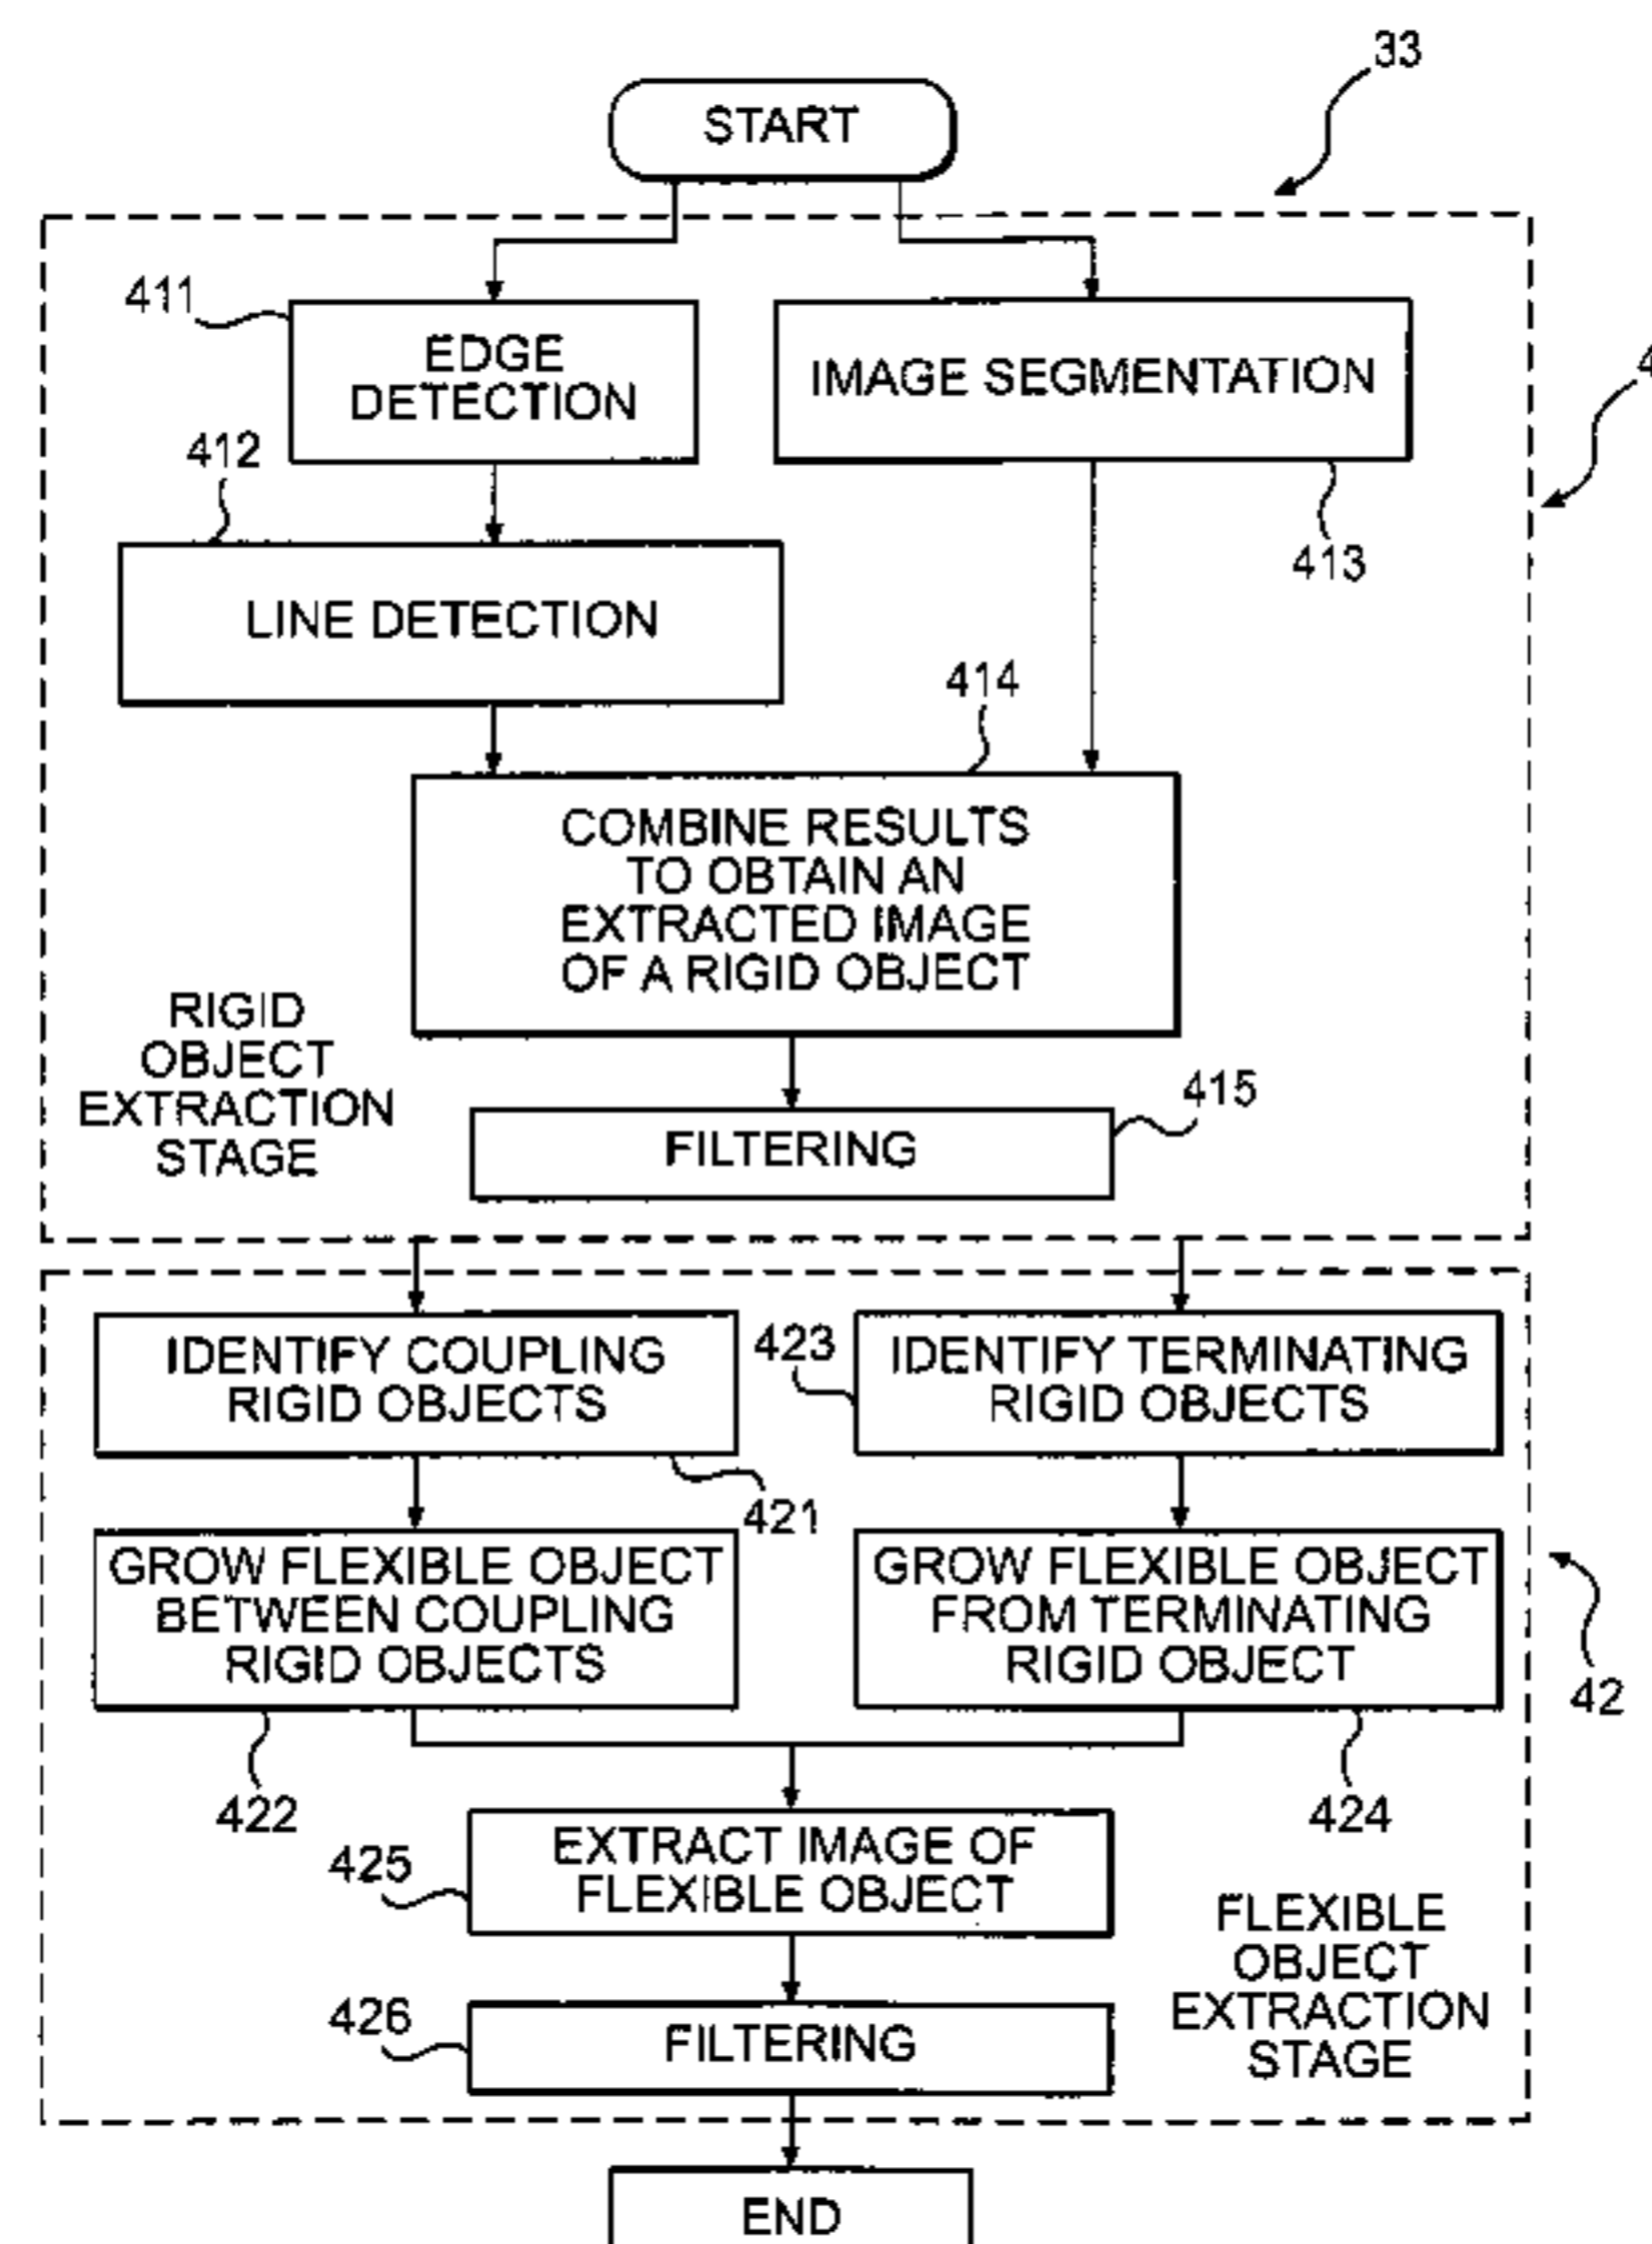 33
START
411
EDGE
DETECTION
IMAGE SEGMENTATION
412
413
LINE DETECTION
414
COMBINE RESULTS
TO OBTAIN AN
EXTRACTED IMAGE
OF A RIGID OBJECT
RIGID
OBJECT
EXTRACTION
STAGE
415
FILTERING
IDENTIFY COUPLING
RIGID OBJECTS
423
IDENTIFY TERMINATING
RIGID OBJECTS
421
GROW FLEXIBLE OBJECT
BETWEEN COUPLING
RIGID OBJECTS
GROW FLEXIBLE OBJECT
FROM TERMINATING
RIGID OBJECT
42
422
424
425
EXTRACT IMAGE OF
FLEXIBLE OBJECT
FLEXIBLE
OBJECT
EXTRACTION
STAGE
426
FILTERING
END